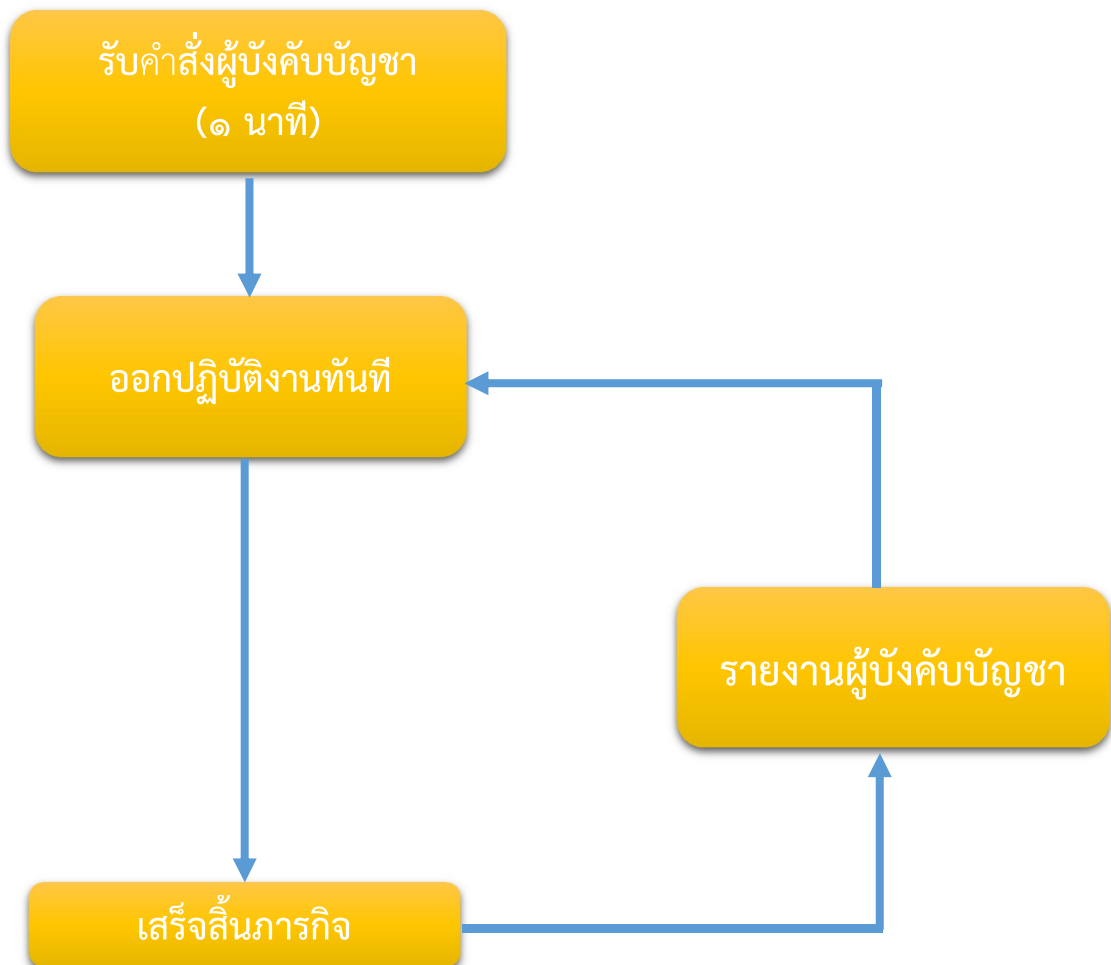 รับคำสั่งผู้บังคับบัญชา
(๑ นาที)
ออกปฏิบัติงานทันที
รายงานผู้บังคับบัญชา
เสร็จสิ้นภารกิจ